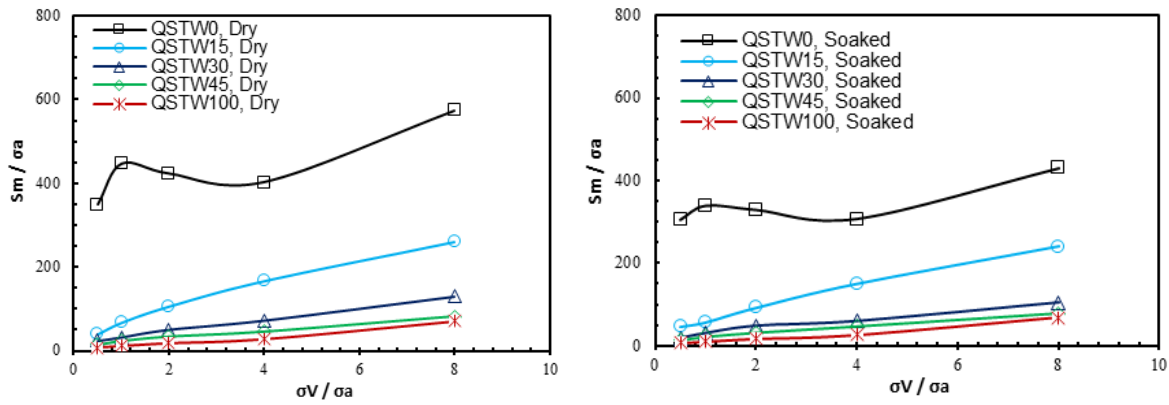 800
600
400
200
0
Sm / σa
QSTW0, Dry
QSTW15, Dry
QSTW30, Dry
QSTW45, Dry
QSTW100, Dry
0 2 4 6 8 10
σV / σa
800
600
400
200
0
Sm / σa
QSTW0, Soaked
QSTW15, Soaked
QSTW30, Soaked
QSTW45, Soaked
QSTW100, Soaked
0 2 4 6 8 10
σV / σa